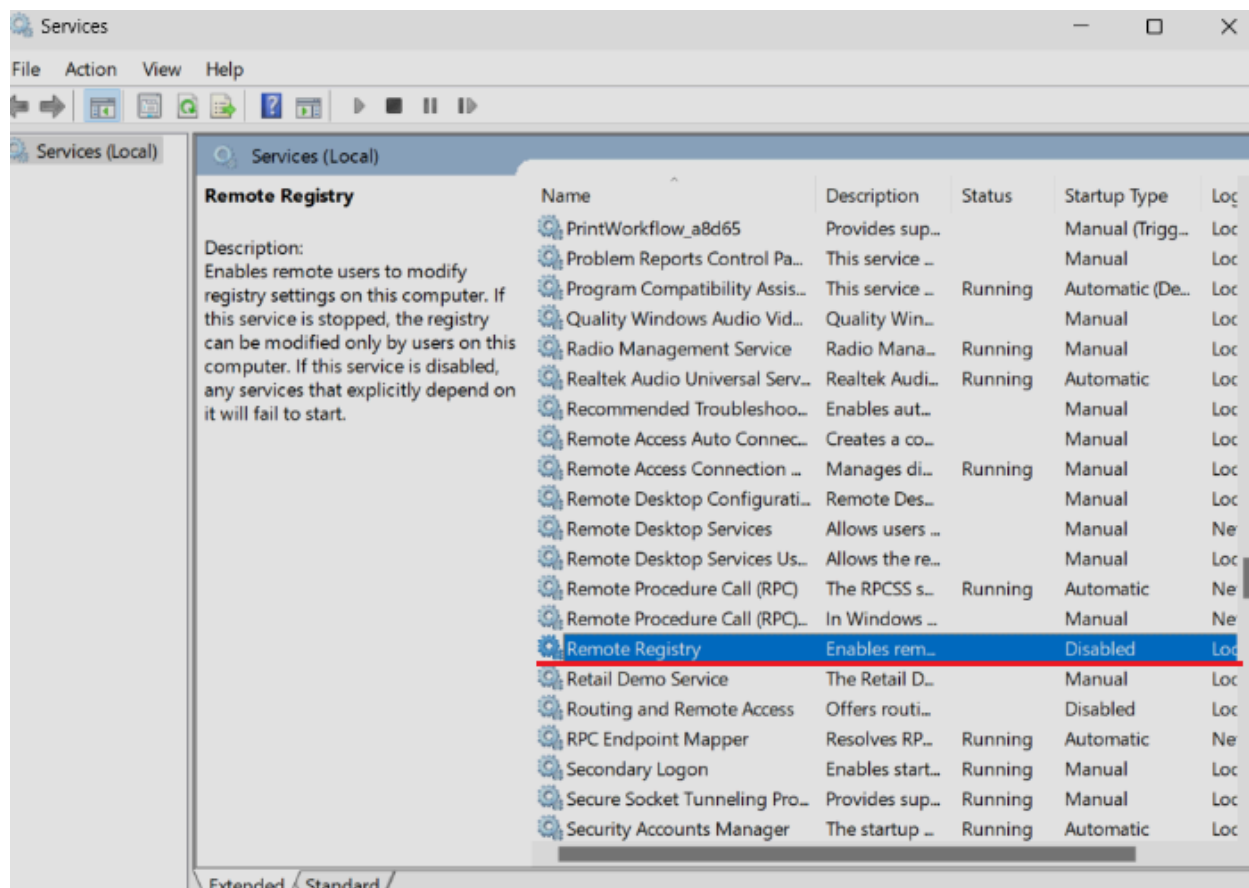 Services
File Action View Help
Services (Local)
Services (Local)
Remote Registry
Description:
Enables remote users to modify
registry settings on this computer. If
this service is stopped, the registry
can be modified only by users on this
computer. If this service is disabled,
any services that explicitly depend on
it will fail to start.
Name Description Status Startup Type Log
PrintWorkflow_a8d65 Provides sup... Manual (Trigg... Loc
Problem Reports Control Pa... This service ... Manual Loc
Program Compatibility Assis... This service ... Running Automatic (De... Loc
Quality Windows Audio Vid... Quality Win... Manual Loc
Radio Management Service Radio Mana... Running Manual Loc
Realtek Audio Universal Serv... Realtek Audi... Running Automatic Loc
Recommended Troubleshoo... Enables aut... Manual Loc
Remote Access Auto Connec... Creates a co... Manual Loc
Remote Access Connection ... Manages di... Running Manual Loc
Remote Desktop Configurati... Remote Des... Manual Loc
Remote Desktop Services Allows users ... Manual Ne
Remote Desktop Services Us... Allows the re... Manual Loc
Remote Procedure Call (RPC) The RPCSS s... Running Automatic Ne
Remote Procedure Call (RPC)... In Windows ... Manual Ne
Remote Registry Enables rem... Disabled Loc
Retail Demo Service The Retail D... Manual Loc
Routing and Remote Access Offers routi... Disabled Loc
RPC Endpoint Mapper Resolves RP... Running Automatic Ne
Secondary Logon Enables start... Running Manual Loc
Secure Socket Tunneling Pro... Provides sup... Running Manual Loc
Security Accounts Manager The startup ... Running Automatic Loc
Extended Standard